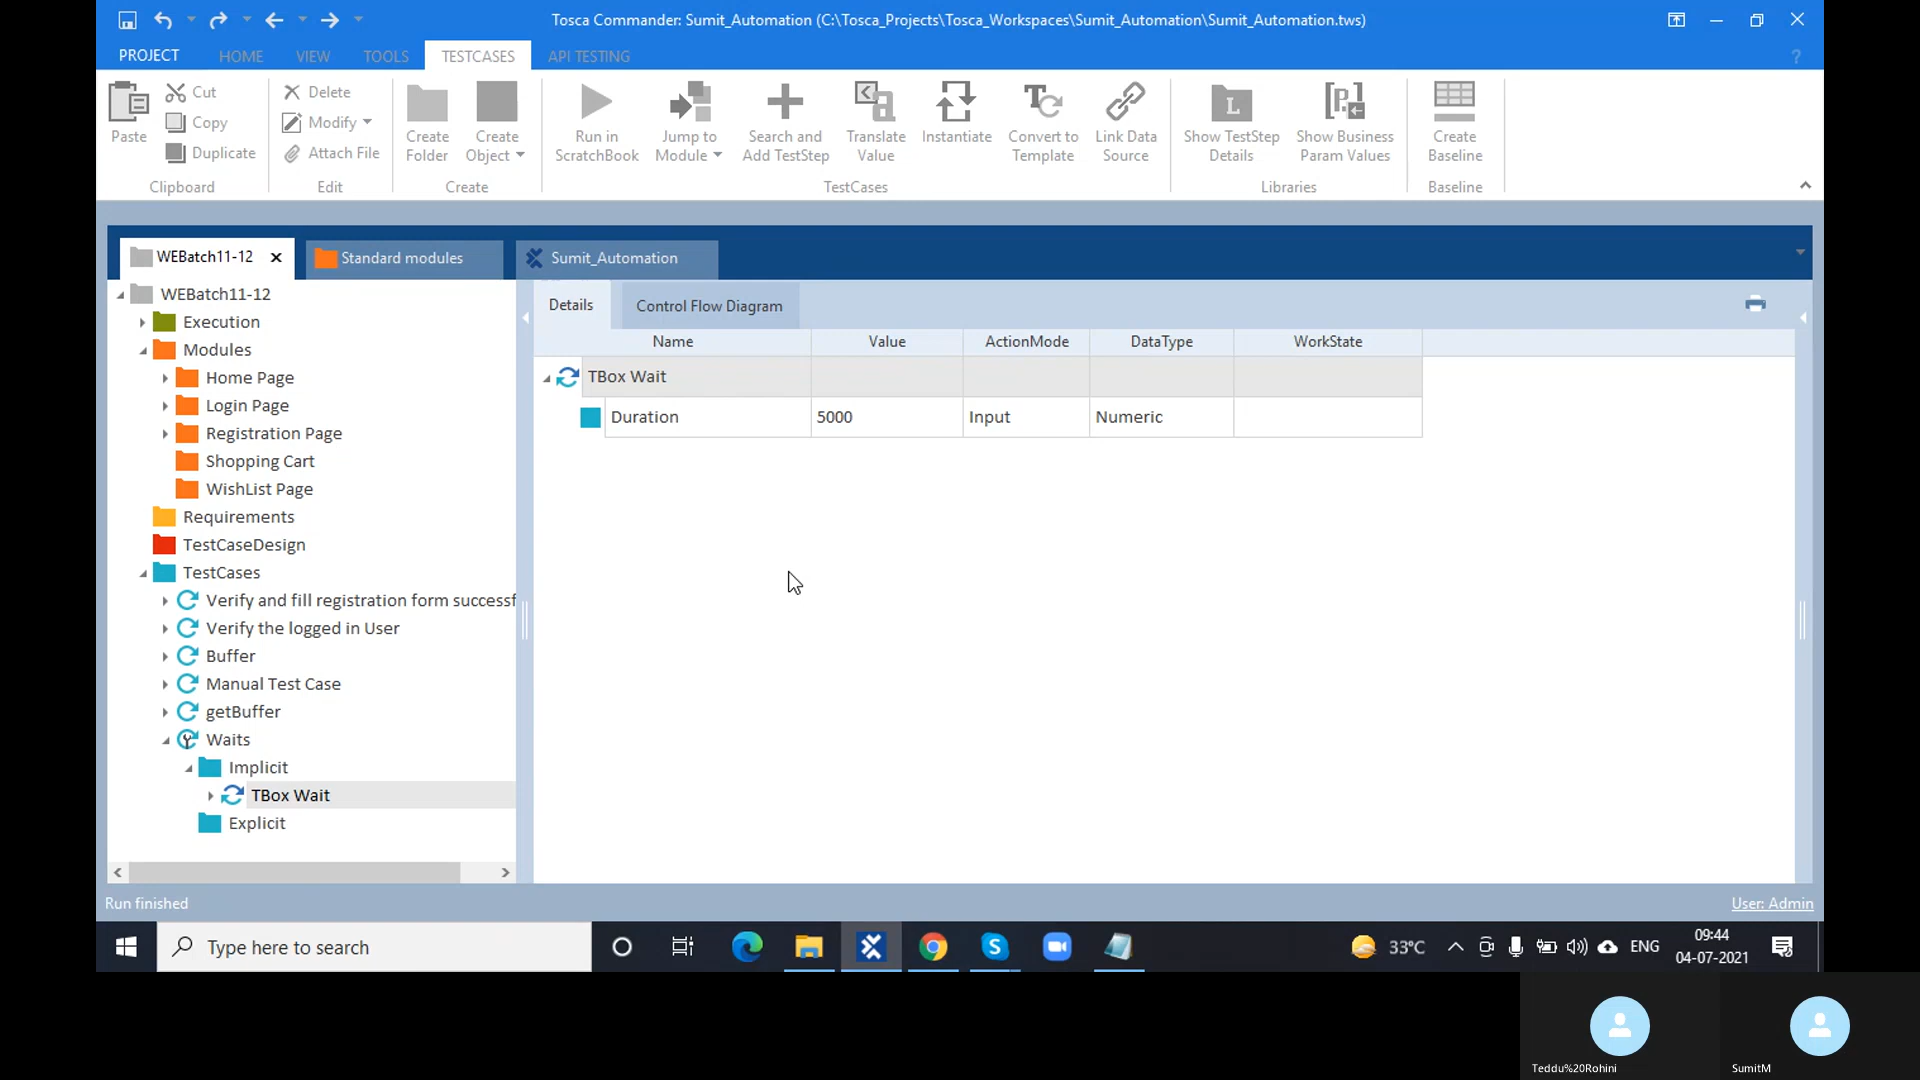 Tosca Commander: Sumit_Automation (C:\Tosca_Projects\Tosca_Workspaces\Sumit_Automation\Sumit_Automation.tws)
PROJECT HOME VIEW TOOLS TESTCASES API TESTING ?
Paste
Cut
Copy
Duplicate
Clipboard
Delete
Modify
Attach File
Edit
Create
Folder
Create
Object
Create
Run in
ScratchBook
Jump to
Module
Search and
Add TestStep
Translate
Value
Instantiate
Convert to
Template
Link Data
Source
TestCases
Show TestStep
Details
Show Business
Param Values
Libraries
Create
Baseline
Baseline
WEBatch11-12
Standard modules
Sumit_Automation
WEBatch11-12
Execution
Modules
Home Page
Login Page
Registration Page
Shopping Cart
WishList Page
Requirements
TestCaseDesign
TestCases
Verify and fill registration form successf
Verify the logged in User
Buffer
Manual Test Case
getBuffer
Waits
Implicit
TBox Wait
Explicit
Details Control Flow Diagram
Name Value ActionMode DataType WorkState
TBox Wait
Duration 5000 Input Numeric
Run finished
User: Admin
Type here to search
33°C
ENG
09:44
04-07-2021
Teddu%20Rohini
SumitM